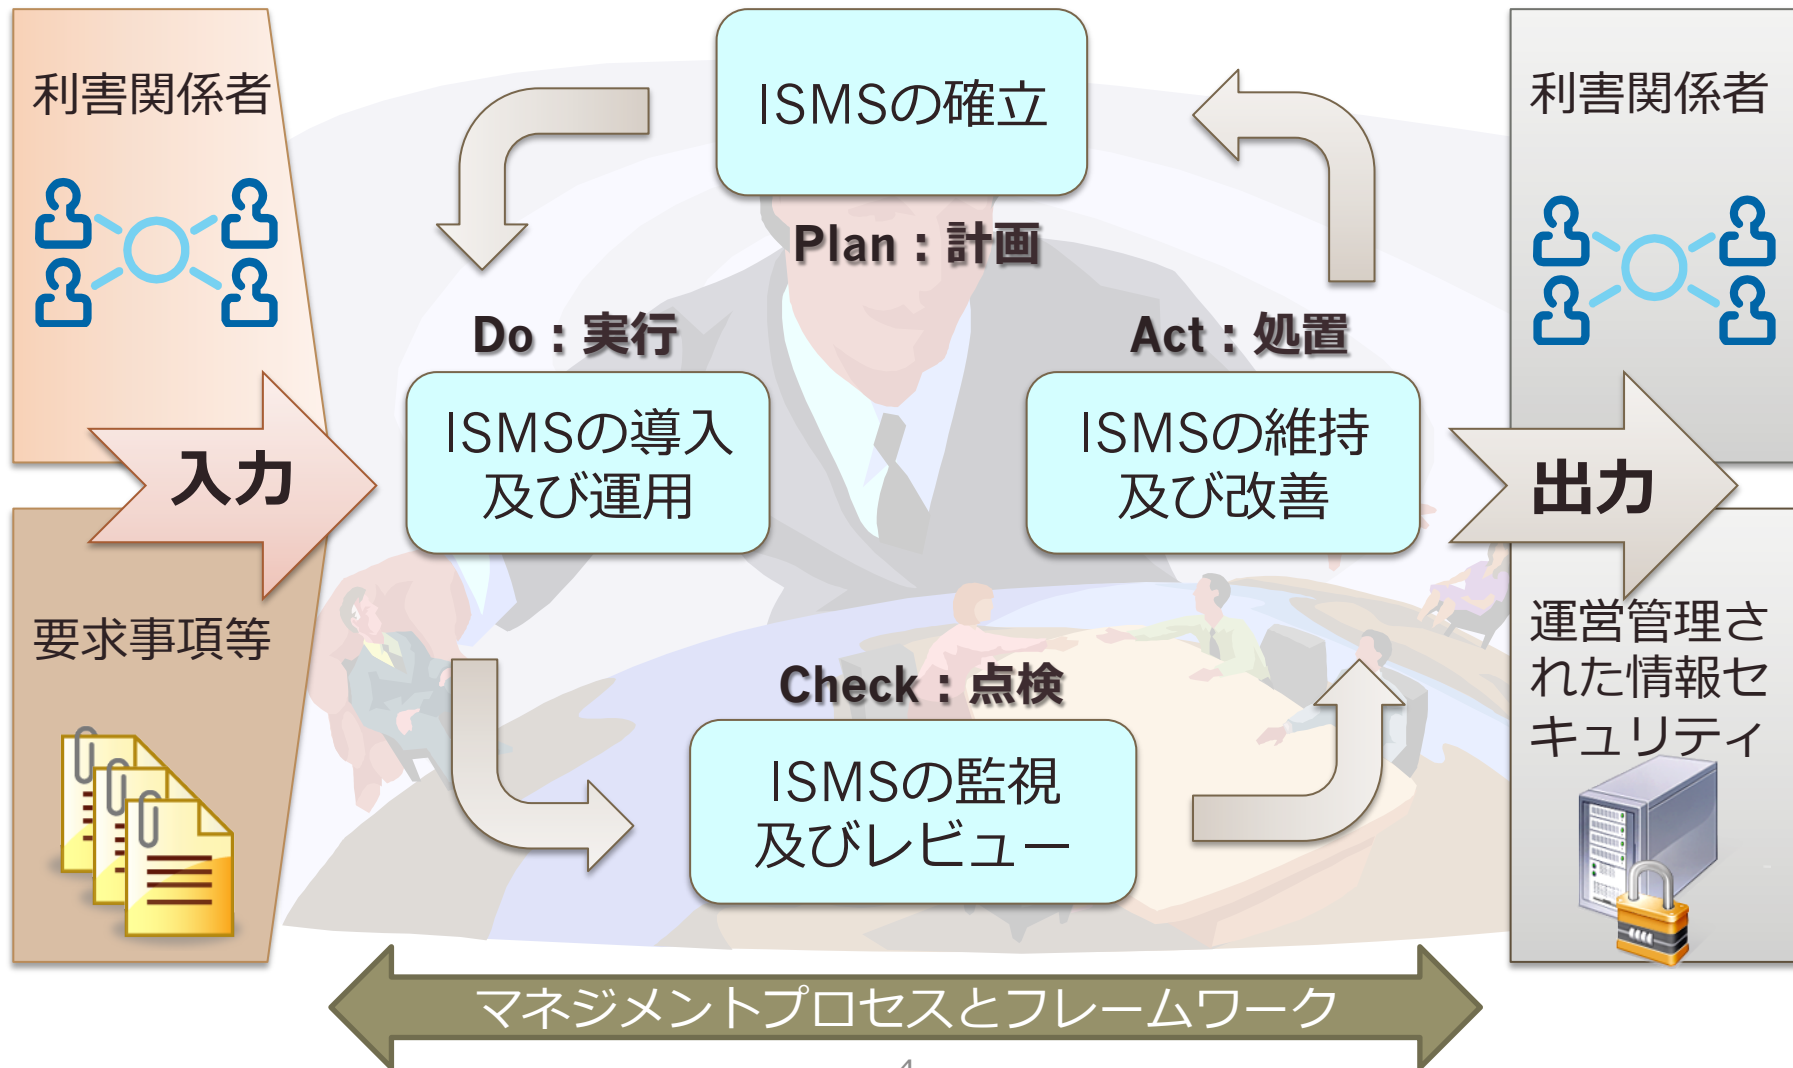 利害関係者
入力
要求事項等
ISMSの確立
Plan：計画
Do：実行
ISMSの導入
及び運用
Check：点検
ISMSの監視
及びレビュー
Act：処置
ISMSの維持
及び改善
利害関係者
出力
運営管理さ
れた情報セ
キュリティ
マネジメントプロセスとフレームワーク